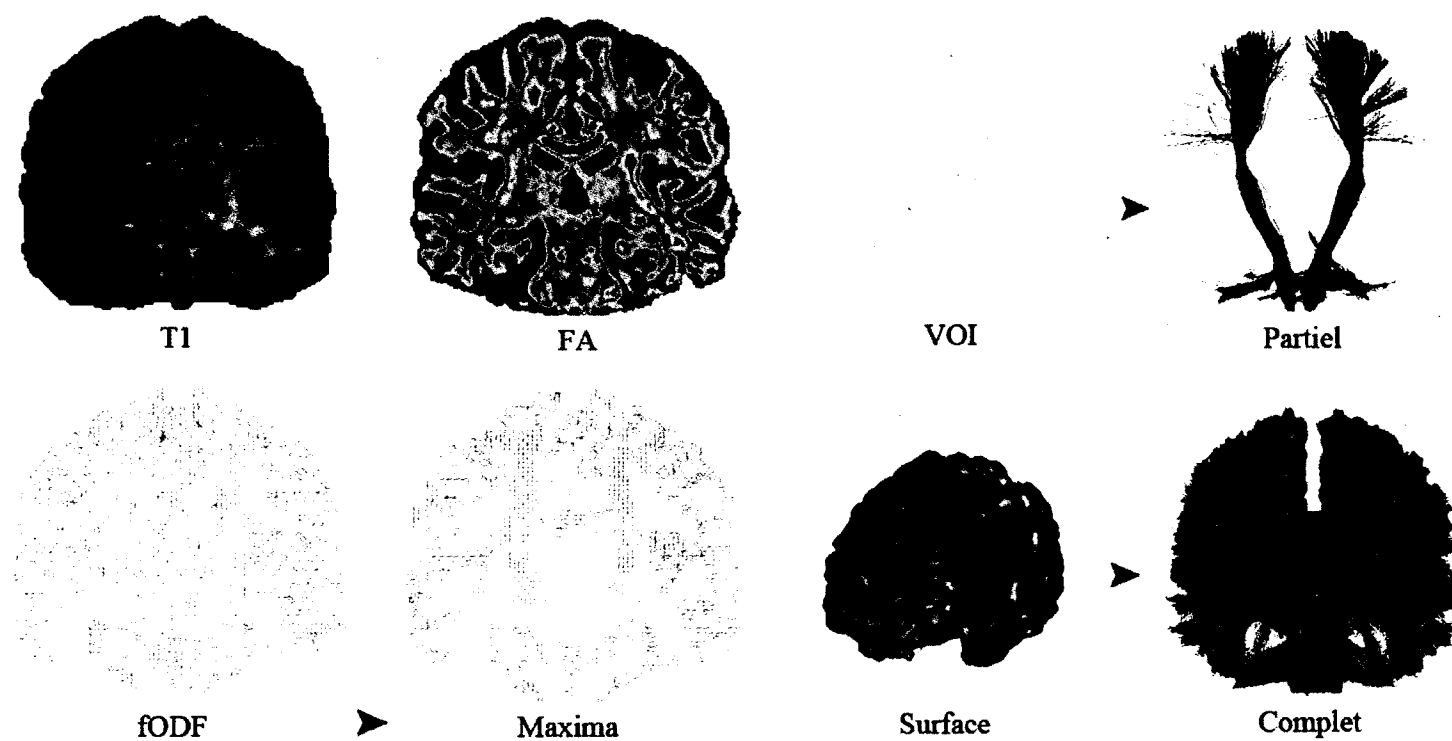 T1
FA
VOI
Partiel
fODF
Maxima
Surface
Complet